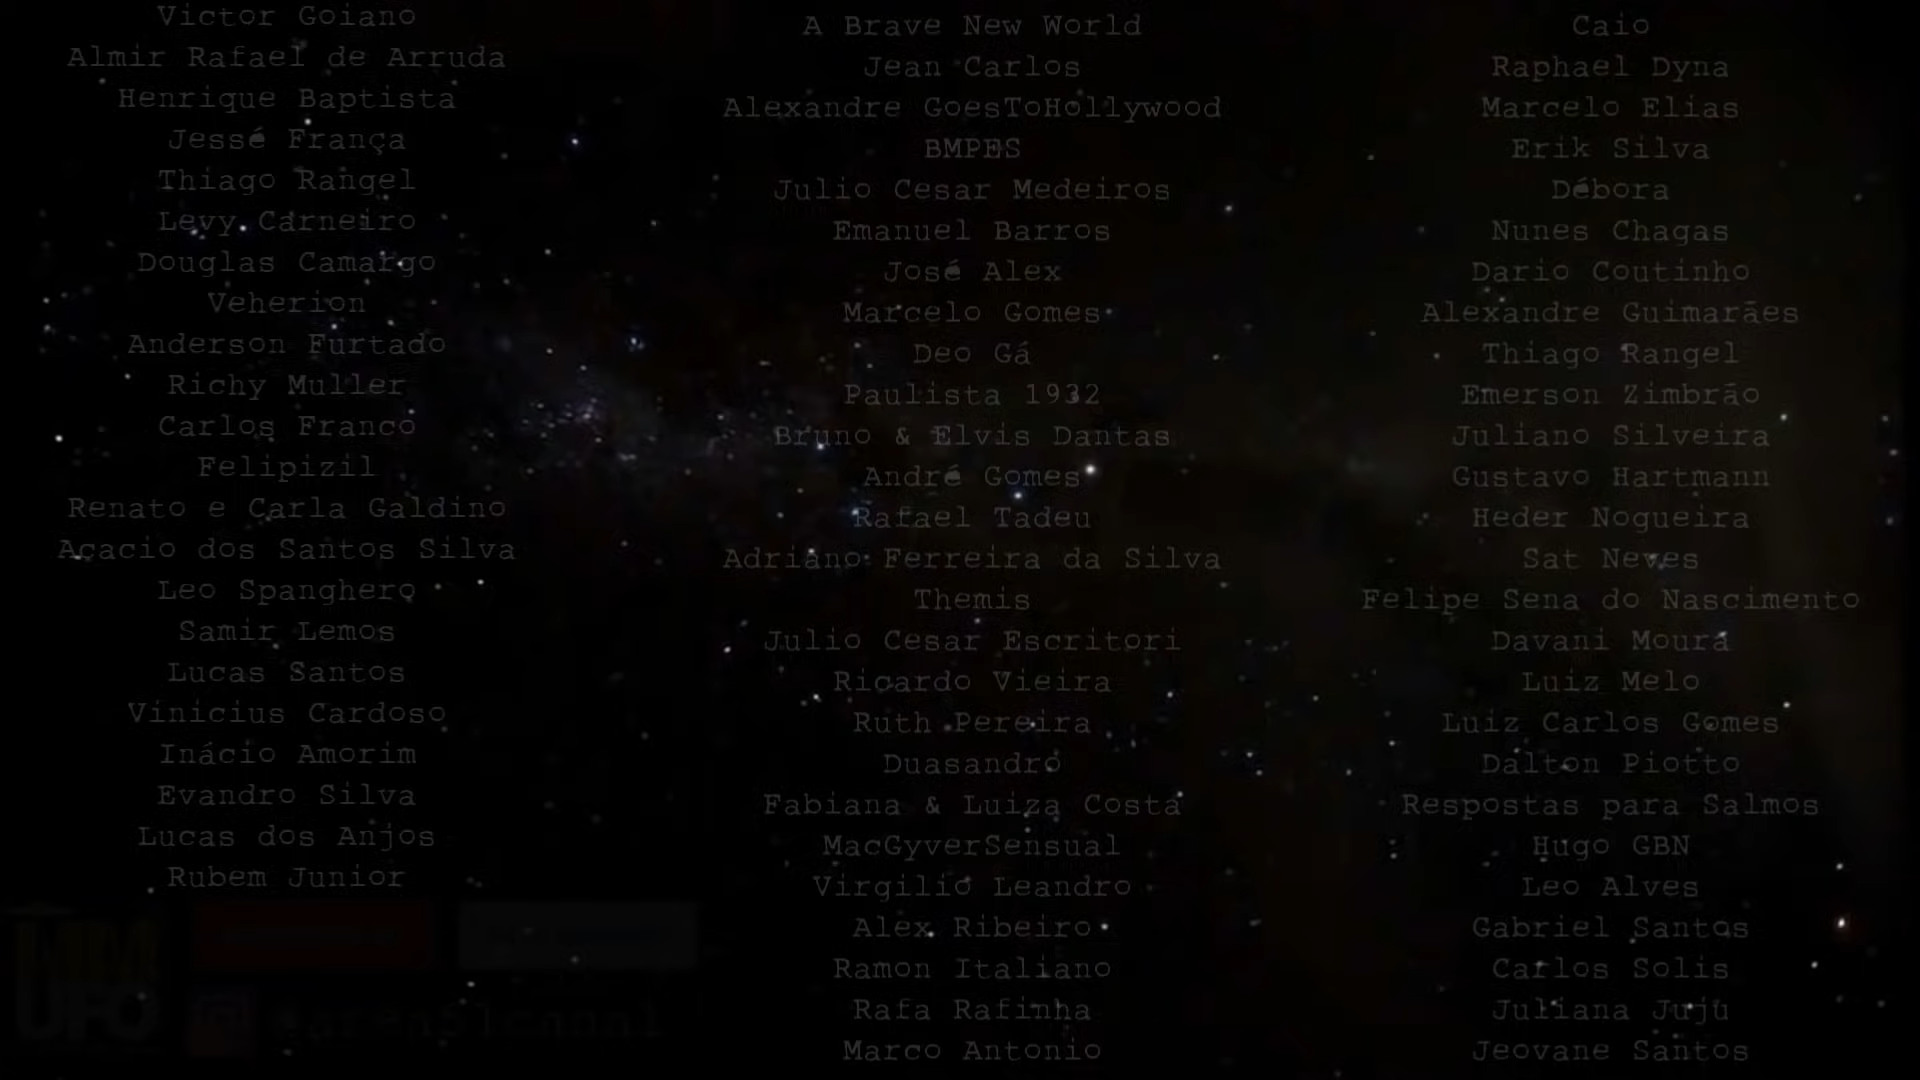 Victor Goiano
Almir Rafael de Arruda
Henrique Baptista
Jessé França
Thiago Rangel
Levy Carneiro
Douglas Camargo
Veherion
Anderson Furtado
Richy Muller
Carlos Franco
Felipizil
Renato e Carla Galdino
Acacio dos Santos Silva
Leo Spanghero
Samir Lemos
Lucas Santos
Vinicius Cardoso
Inácio Amorim
Evandro Silva
Lucas dos Anjos
Rubem Junior
A Brave New World
Jean Carlos
Alexandre GoesToHollywood
BMPES
Julio Cesar Medeiros
Emanuel Barros
José Alex
Marcelo Gomes
Deo Gá
Paulista 1932
Bruno & Elvis Dantas
André Gomes
Rafael Tadeu
Adriano Ferreira da Silva
Themis
Julio Cesar Escritori
Ricardo Vieira
Ruth Pereira
Duasandro
Fabiana & Luiza Costa
MacGyverSensual
Virgilio Leandro
Alex Ribeiro
Ramon Italiano
Rafa Rafinha
Marco Antonio
Caio
Raphael Dyna
Marcelo Elias
Erik Silva
Débora
Nunes Chagas
Dario Coutinho
Alexandre Guimarães
Thiago Rangel
Emerson Zimbrão
Juliano Silveira
Gustavo Hartmann
Heder Nogueira
Sat Neves
Felipe Sena do Nascimento
Davani Moura
Luiz Melo
Luiz Carlos Gomes
Dalton Piotto
Respostas para Salmos
Hugo GBN
Leo Alves
Gabriel Santos
Carlos Solis
Juliana Juju
Jeovane Santos
UFO